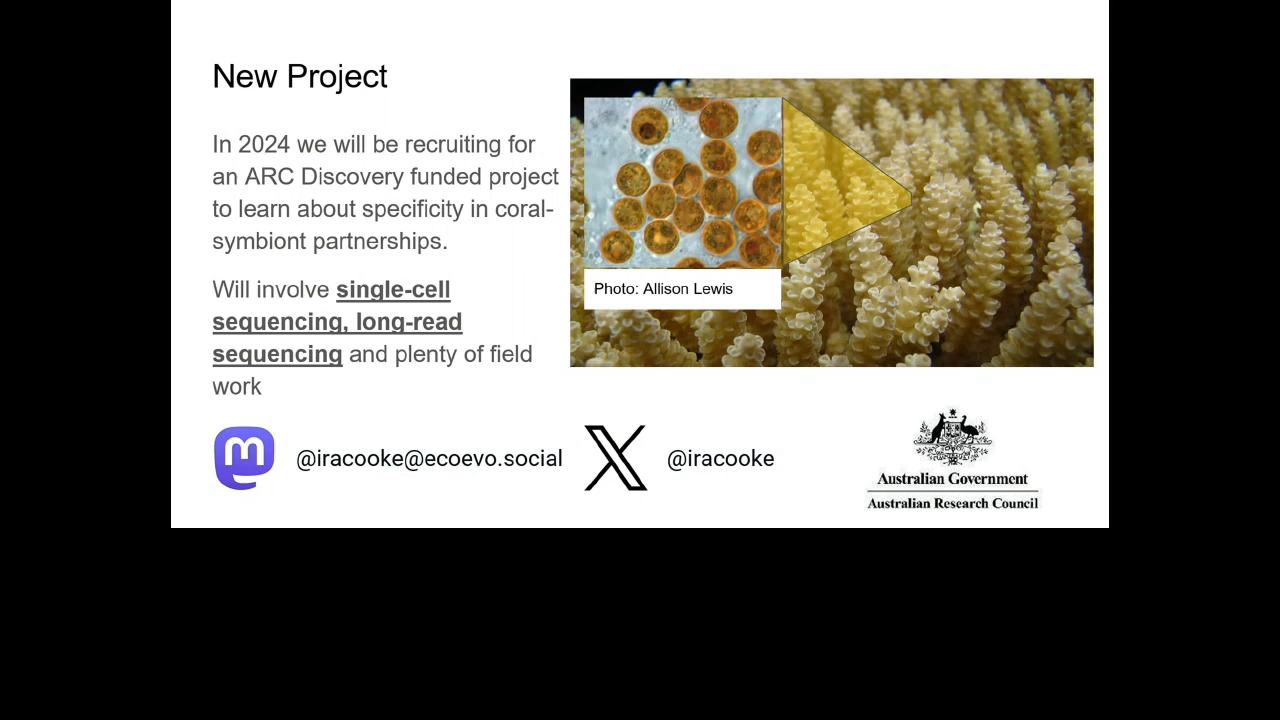 New Project
In 2024 we will be recruiting for
an ARC Discovery funded project
to learn about specificity in coral-
symbiont partnerships.
Will involve single-cell
sequencing, long-read
sequencing and plenty of field
work
Photo: Allison Lewis
@iracooke@ecoevo.social
@iracooke
Australian Government
Australian Research Council